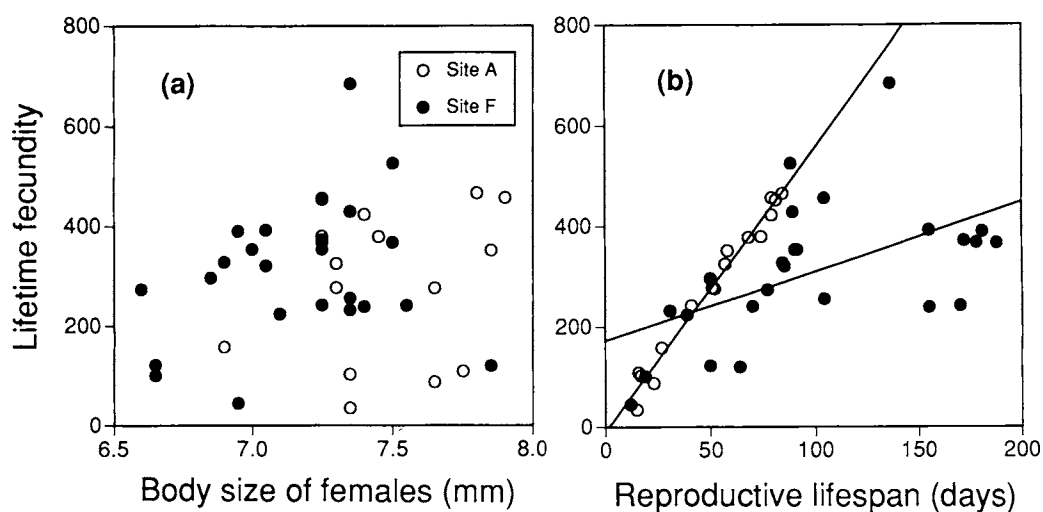 Lifetime fecundity
800
600
400
200
0
(a)
Site A
Site F
6.5 7.0 7.5 8.0
Body size of females (mm)
800
600
400
200
0
(b)
0 50 100 150 200
Reproductive lifespan (days)